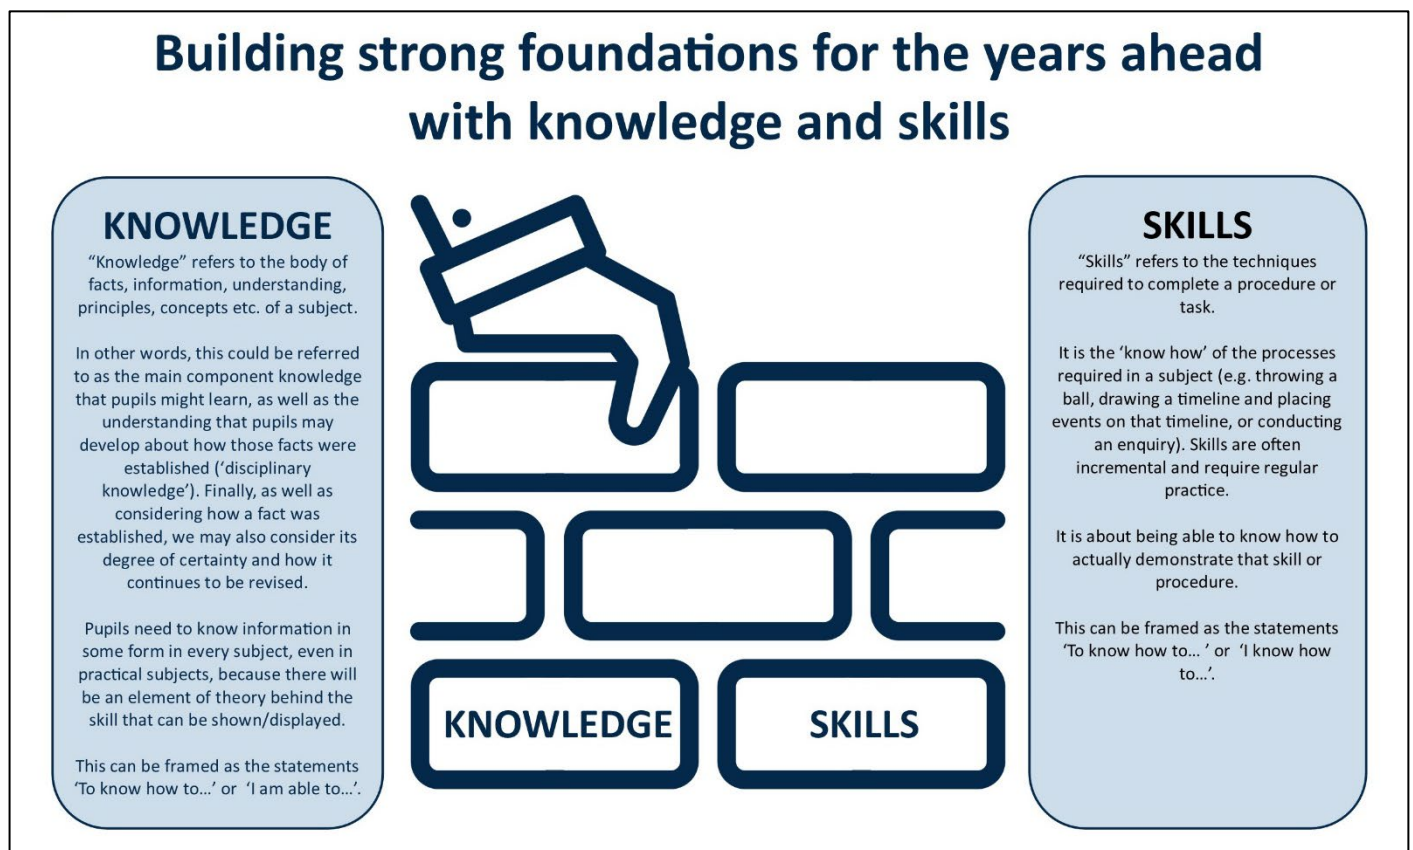 Building strong foundations for the years ahead
with knowledge and skills
KNOWLEDGE
“Knowledge” refers to the body of
facts, information, understanding,
principles, concepts etc. of a subject.
In other words, this could be referred
to as the main component knowledge
that pupils might learn, as well as the
understanding that pupils may
develop about how those facts were
established (‘disciplinary
knowledge’). Finally, as well as
considering how a fact was
established, we may also consider its
degree of certainty and how it
continues to be revised.
Pupils need to know information in
some form in every subject, even in
practical subjects, because there will
be an element of theory behind the
skill that can be shown/displayed.
This can be framed as the statements
‘To know how to…’ or ‘I am able to…’.
KNOWLEDGE
SKILLS
SKILLS
“Skills” refers to the techniques
required to complete a procedure or
task.
It is the ‘know how’ of the processes
required in a subject (e.g. throwing a
ball, drawing a timeline and placing
events on that timeline, or conducting
an enquiry). Skills are often
incremental and require regular
practice.
It is about being able to know how to
actually demonstrate that skill or
procedure.
This can be framed as the statements
‘To know how to… ’ or ‘I know how
to…’.